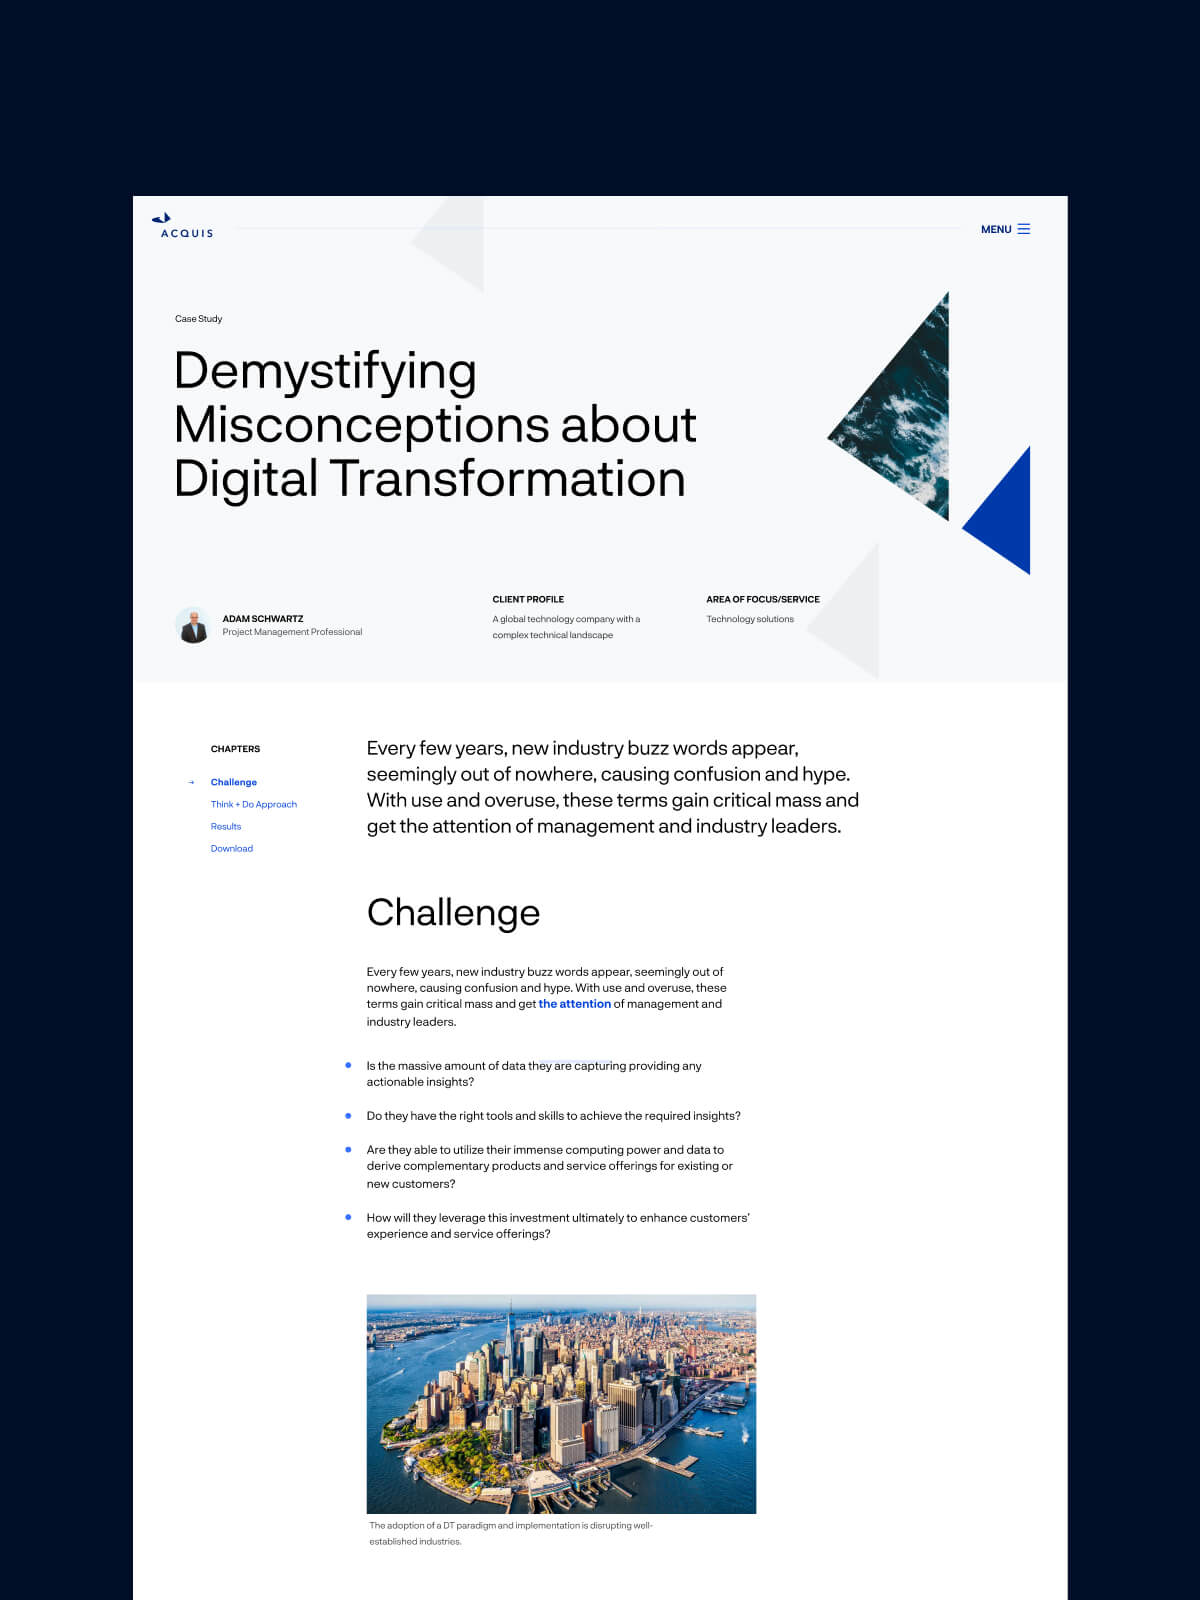 ACQUIS
MENU
Case Study
Demystifying
Misconceptions about
Digital Transformation
ADAM SCHWARTZ
Project Management Professional
CLIENT PROFILE
A global technology company with a
complex technical landscape
AREA OF FOCUS/SERVICE
Technology solutions
CHAPTERS
→ Challenge
Think + Do Approach
Results
Download
Every few years, new industry buzz words appear,
seemingly out of nowhere, causing confusion and hype.
With use and overuse, these terms gain critical mass and
get the attention of management and industry leaders.
Challenge
Every few years, new industry buzz words appear, seemingly out of
nowhere, causing confusion and hype. With use and overuse, these
terms gain critical mass and get the attention of management and
industry leaders.
• Is the massive amount of data they are capturing providing any
actionable insights?
• Do they have the right tools and skills to achieve the required insights?
• Are they able to utilize their immense computing power and data to
derive complementary products and service offerings for existing or
new customers?
• How will they leverage this investment ultimately to enhance customers'
experience and service offerings?
The adoption of a DT paradigm and implementation is disrupting well-
established industries.